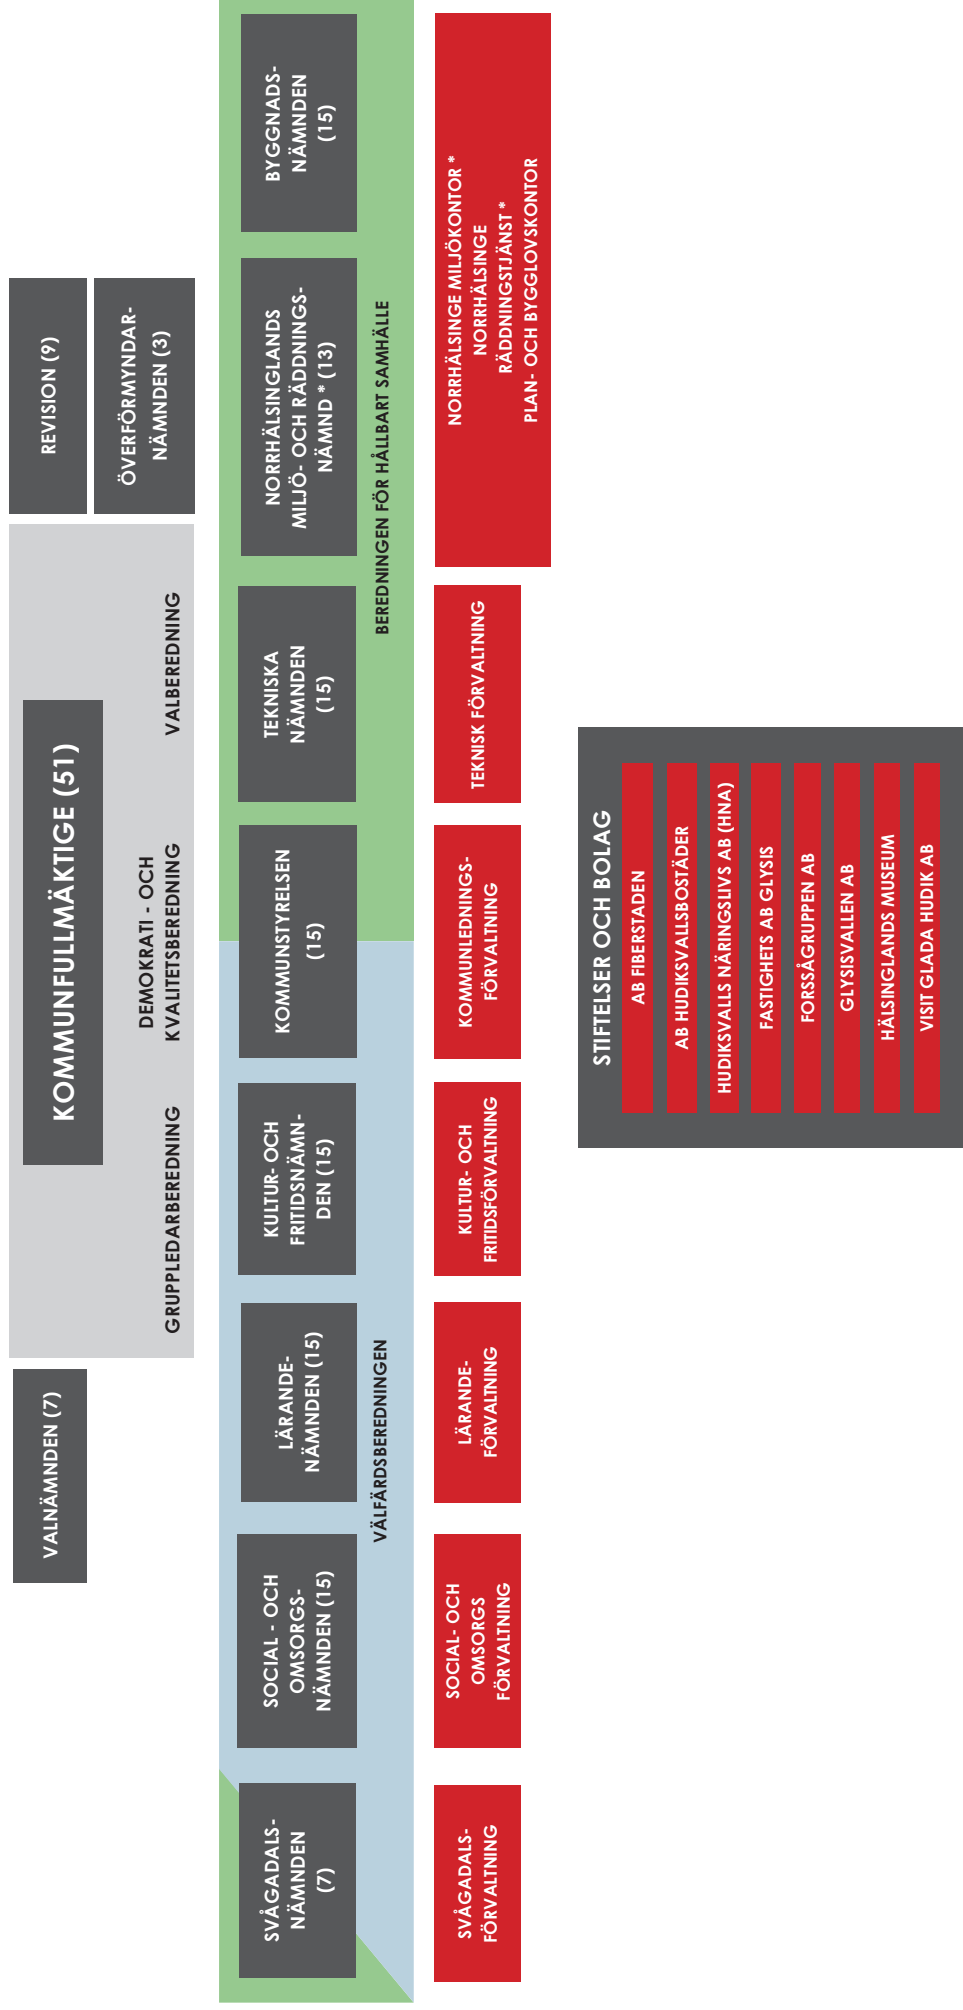 VALNÄMNDEN (7)
KOMMUNFULLMÄKTIGE (51)
GRUPPLEDARBEREDNING
DEMOKRATI - OCH
KVALITETSBEREDNING
VALBEREDNING
REVISION (9)
ÖVERFÖRMYNDAR-
NÄMNDEN (3)
SVÅGADALS-
NÄMNDEN
(7)
SOCIAL - OCH
OMSORGS-
NÄMNDEN (15)
LÄRANDE-
NÄMNDEN (15)
KULTUR- OCH
FRITIDSNÄMN-
DEN (15)
KOMMUNSTYRELSEN
(15)
TEKNISKA
NÄMNDEN
(15)
NORRHÄLSINGLANDS
MILJÖ- OCH RÄDDNINGS-
NÄMND * (13)
BYGGNADS-
NÄMNDEN
(15)
VÄLFÄRDSBEREDNINGEN
BEREDNINGEN FÖR HÅLLBART SAMHÄLLE
SVÅGADALS-
FÖRVALTNING
SOCIAL- OCH
OMSORGS
FÖRVALTNING
LÄRANDE-
FÖRVALTNING
KULTUR- OCH
FRITIDSFÖRVALTNING
KOMMUNLEDNINGS-
FÖRVALTNING
TEKNISK FÖRVALTNING
NORRHÄLSINGE MILJÖKONTOR *
NORRHÄLSINGE
RÄDDNINGSTJÄNST *
PLAN- OCH BYGGLOVSKONTOR
STIFTELSER OCH BOLAG
AB FIBERSTADEN
AB HUDIKSVALLSBOSTÄDER
HUDIKSVALLS NÄRINGSLIVS AB (HNA)
FASTIGHETS AB GLYSIS
FORSSÅGRUPPEN AB
GLYSISVALLEN AB
HÄLSINGLANDS MUSEUM
VISIT GLADA HUDIK AB